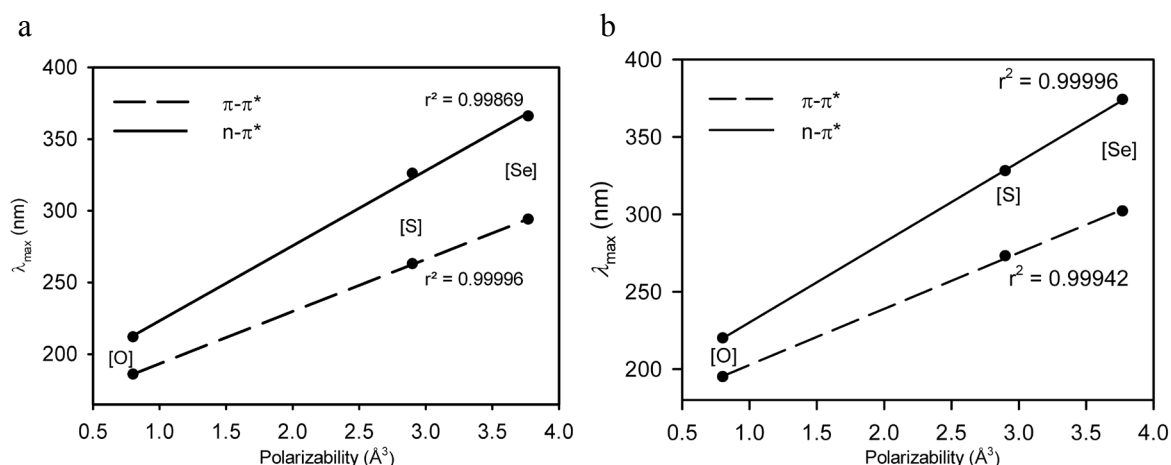 a
400
350
300
250
200
λmax (nm)
π-π*
n-π*
r² = 0.99869
[Se]
[S]
r² = 0.99996
[O]
0.5 1.0 1.5 2.0 2.5 3.0 3.5 4.0
Polarizability (Å³)
b
400
350
300
250
200
λmax (nm)
π-π*
n-π*
r² = 0.99996
[Se]
[S]
r² = 0.99942
[O]
0.5 1.0 1.5 2.0 2.5 3.0 3.5 4.0
Polarizability (Å³)